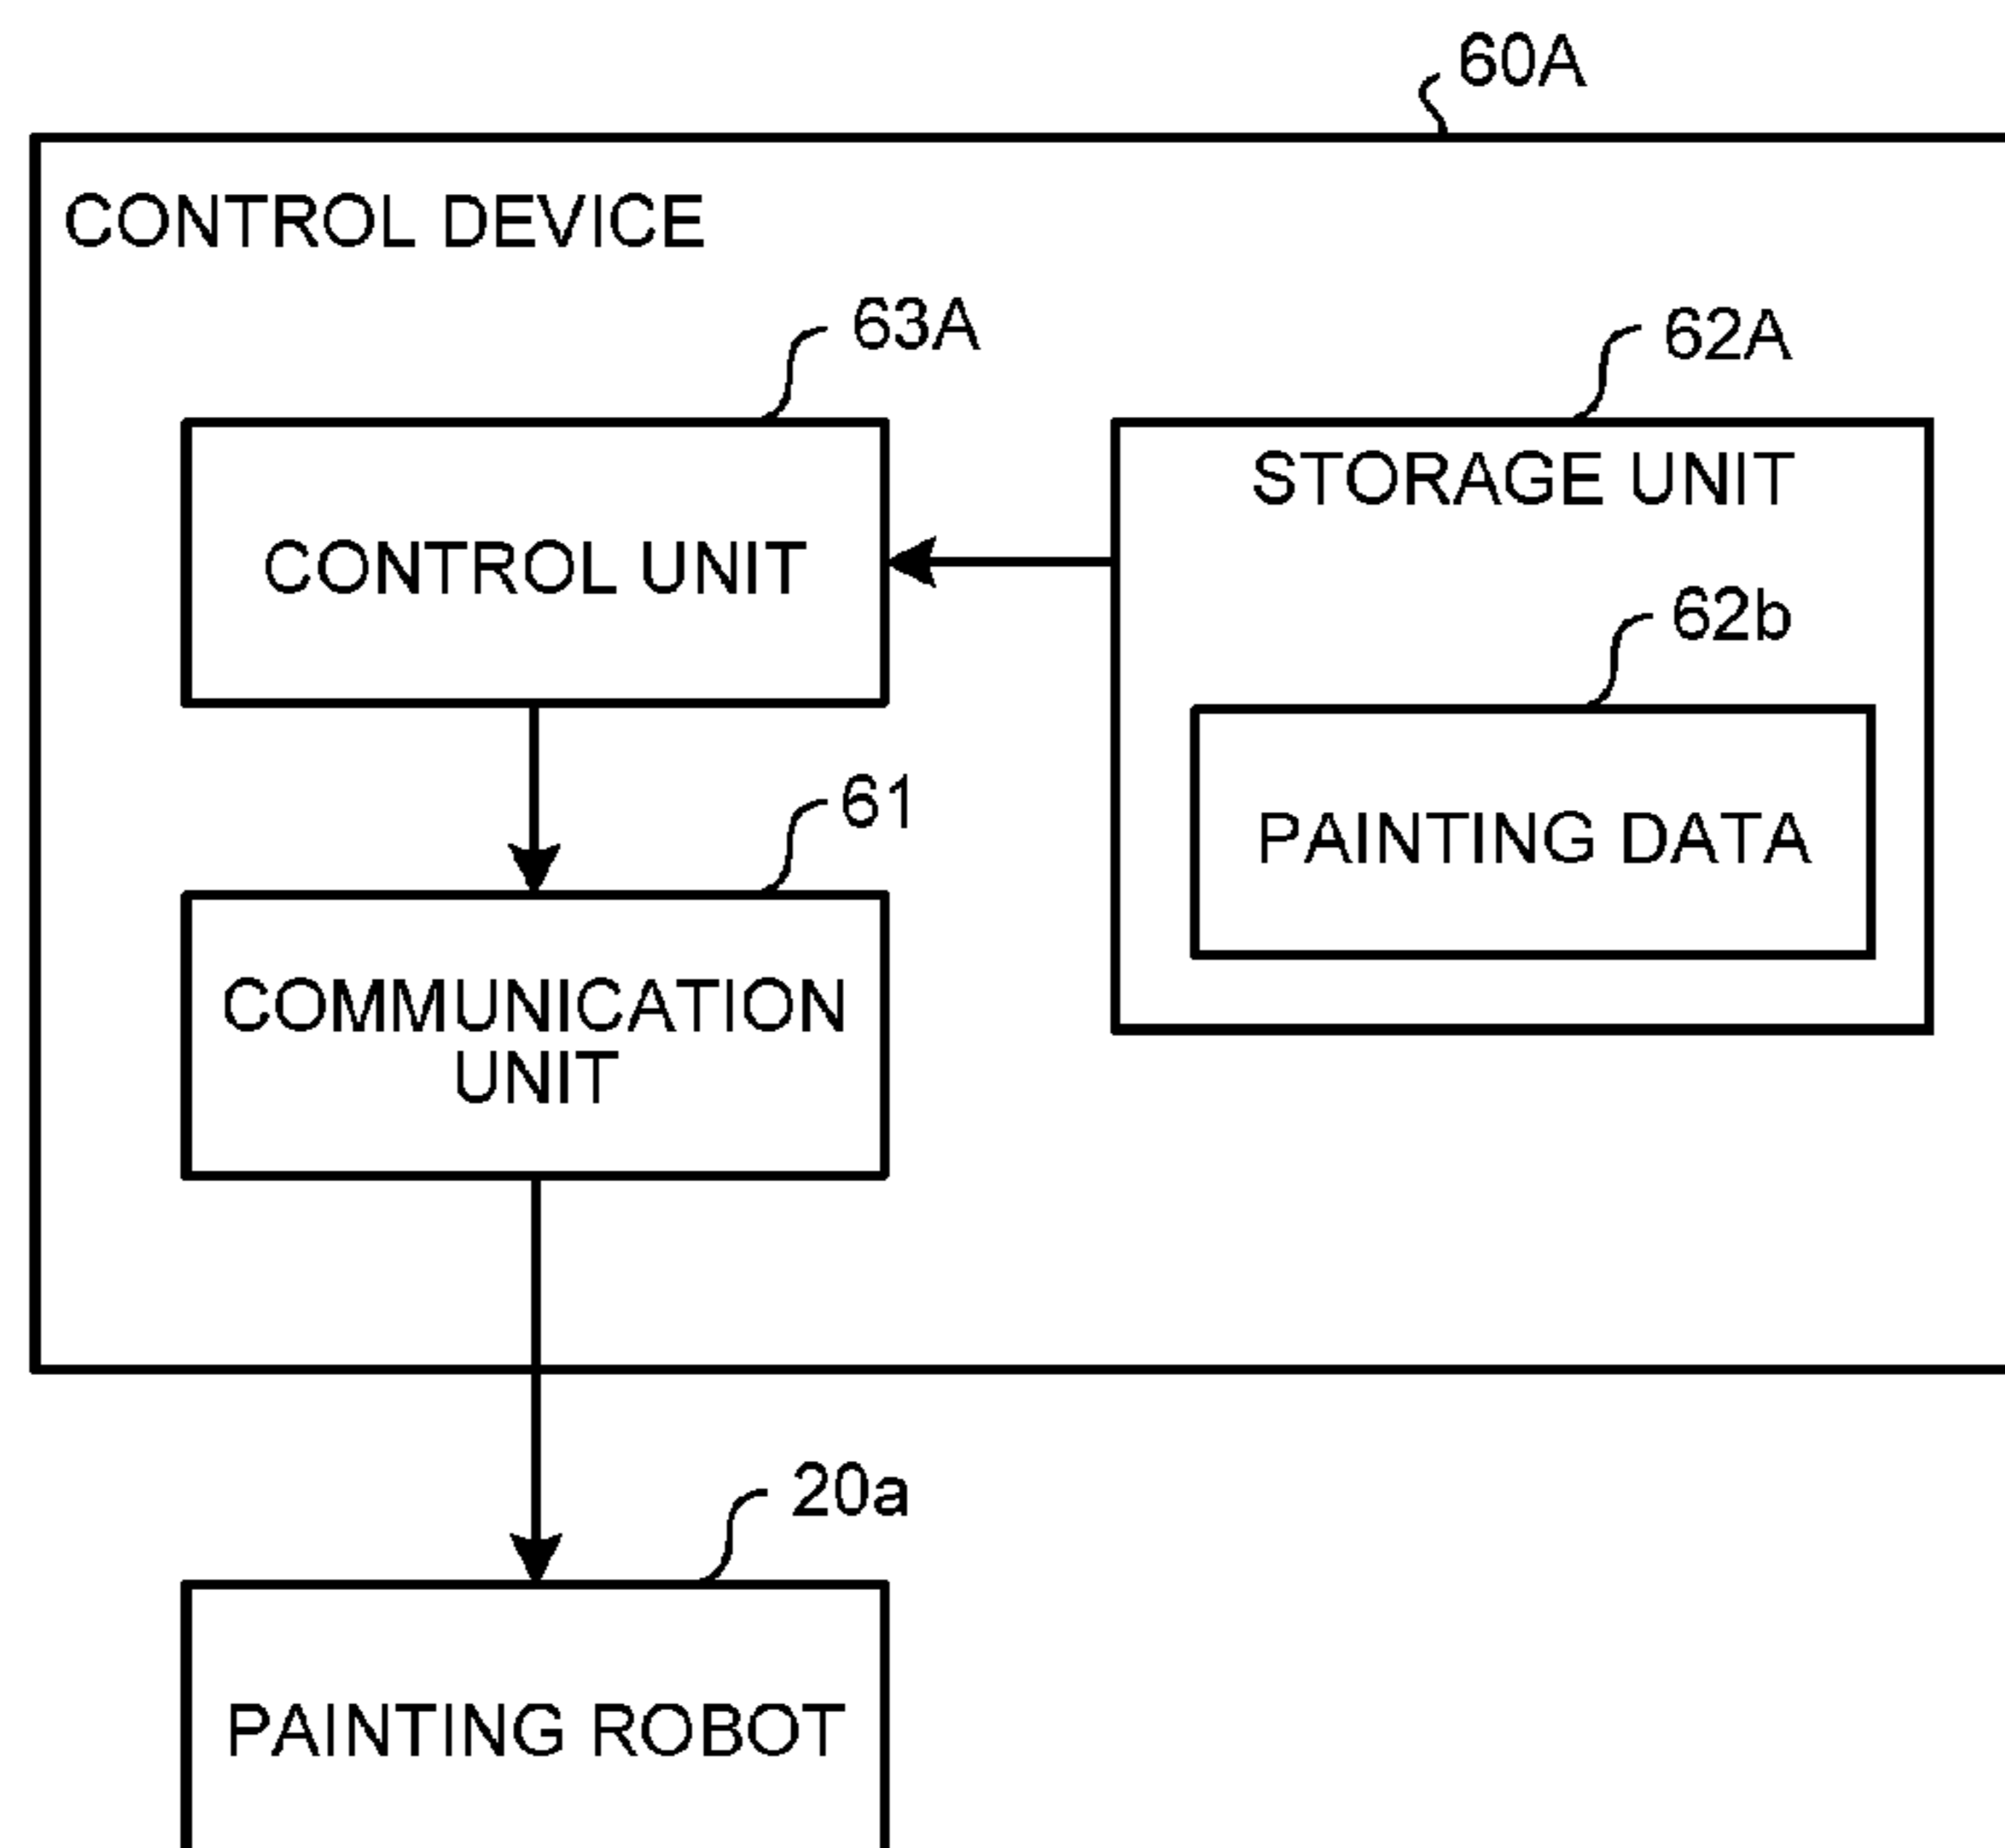 60A
CONTROL DEVICE
63A
62A
CONTROL UNIT
STORAGE UNIT
62b
PAINTING DATA
61
COMMUNICATION
UNIT
20a
PAINTING ROBOT